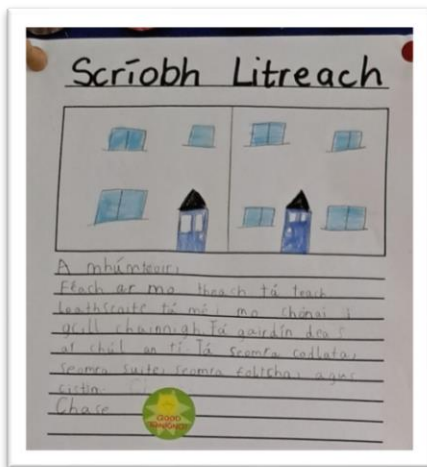 Scríobh Litreach
A mhúinteoir,
Féach ar mo theach tá teach
leathscoite tá mé i mo chónaí i
gcill chainnigh. Tá gairdín deas
ar chúl an tí. Tá seomra codlata,
seomra suite, seomra folctha, agus
cistin.
Chase
GOOD